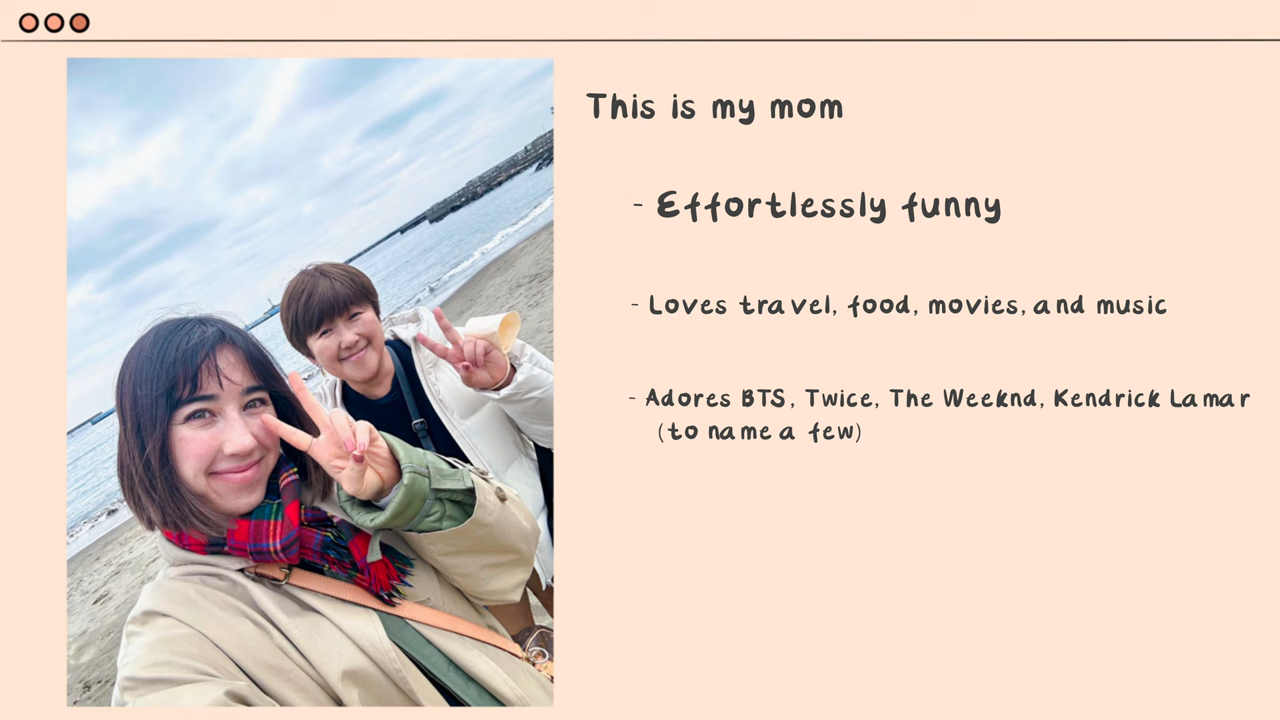 This is my mom
- Effortlessly funny
- Loves travel, food, movies, and music
- Adores BTS, Twice, The Weeknd, Kendrick Lamar
(to name a few)